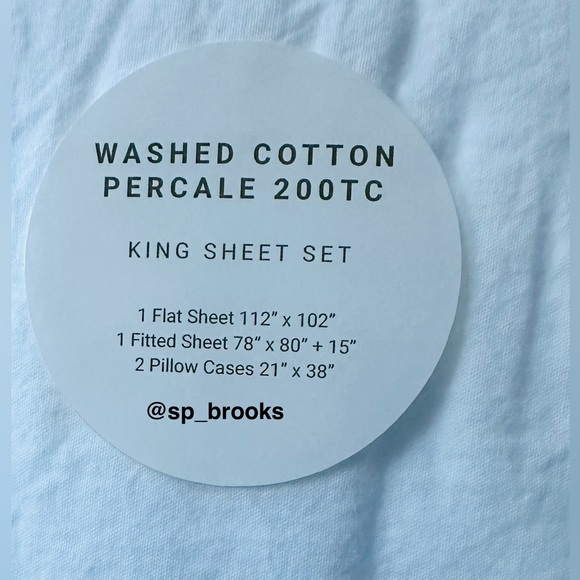 WASHED COTTON
PERCALE 200TC
KING SHEET SET
1 Flat Sheet 112” x 102”
1 Fitted Sheet 78” x 80” + 15”
2 Pillow Cases 21” x 38”
@sp_brooks